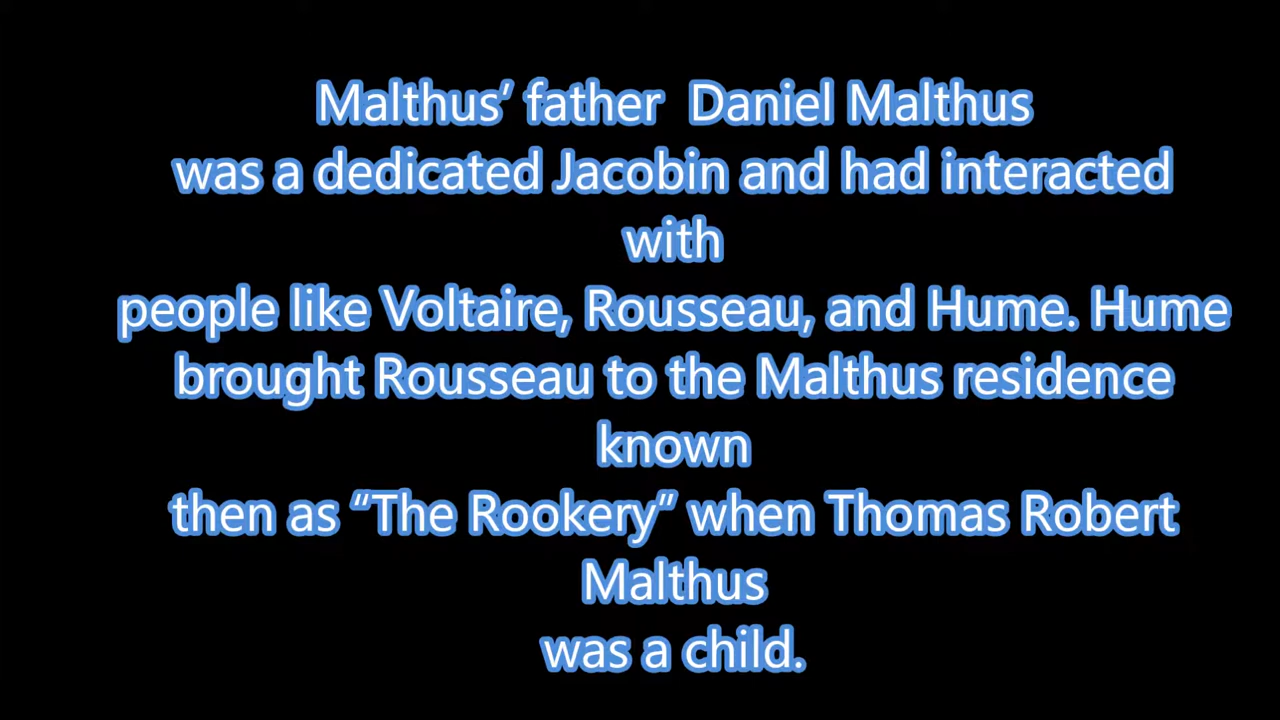 Malthus’ father  Daniel Malthus
was a dedicated Jacobin and had interacted
with
people like Voltaire, Rousseau, and Hume. Hume
brought Rousseau to the Malthus residence
known
then as “The Rookery” when Thomas Robert
Malthus
was a child.